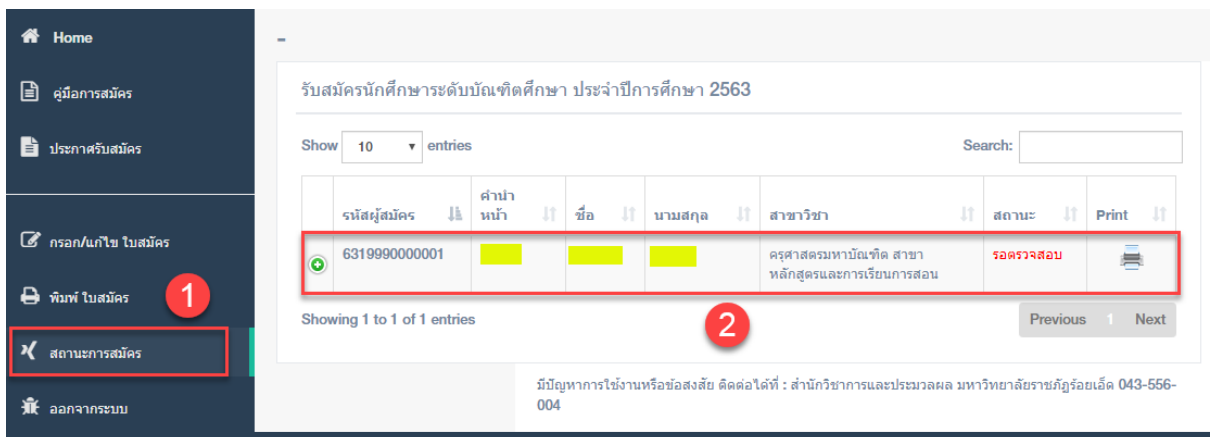 Home
คู่มือการสมัคร
ประกาศรับสมัคร
กรอก/แก้ไข ใบสมัคร
พิมพ์ ใบสมัคร
1
สถานะการสมัคร
ออกจากระบบ
-
รับสมัครนักศึกษาระดับบัณฑิตศึกษา ประจำปีการศึกษา 2563
Show 10 entries
Search:
รหัสผู้สมัคร คำนำหน้า ชื่อ นามสกุล สาขาวิชา สถานะ Print
6319990000001 ครุศาสตรมหาบัณฑิต สาขา รอตรวจสอบ
หลักสูตรและการเรียนการสอน
Showing 1 to 1 of 1 entries
2
Previous 1 Next
มีปัญหาการใช้งานหรือข้อสงสัย ติดต่อได้ที่ : สำนักวิชาการและประมวลผล มหาวิทยาลัยราชภัฏร้อยเอ็ด 043-556-
004